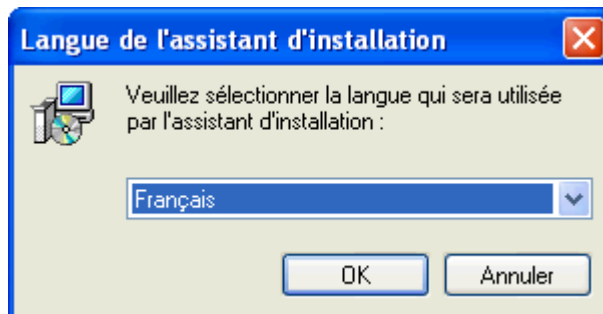 Langue de l'assistant d'installation
Veuillez sélectionner la langue qui sera utilisée
par l'assistant d'installation :
Français
OK
Annuler